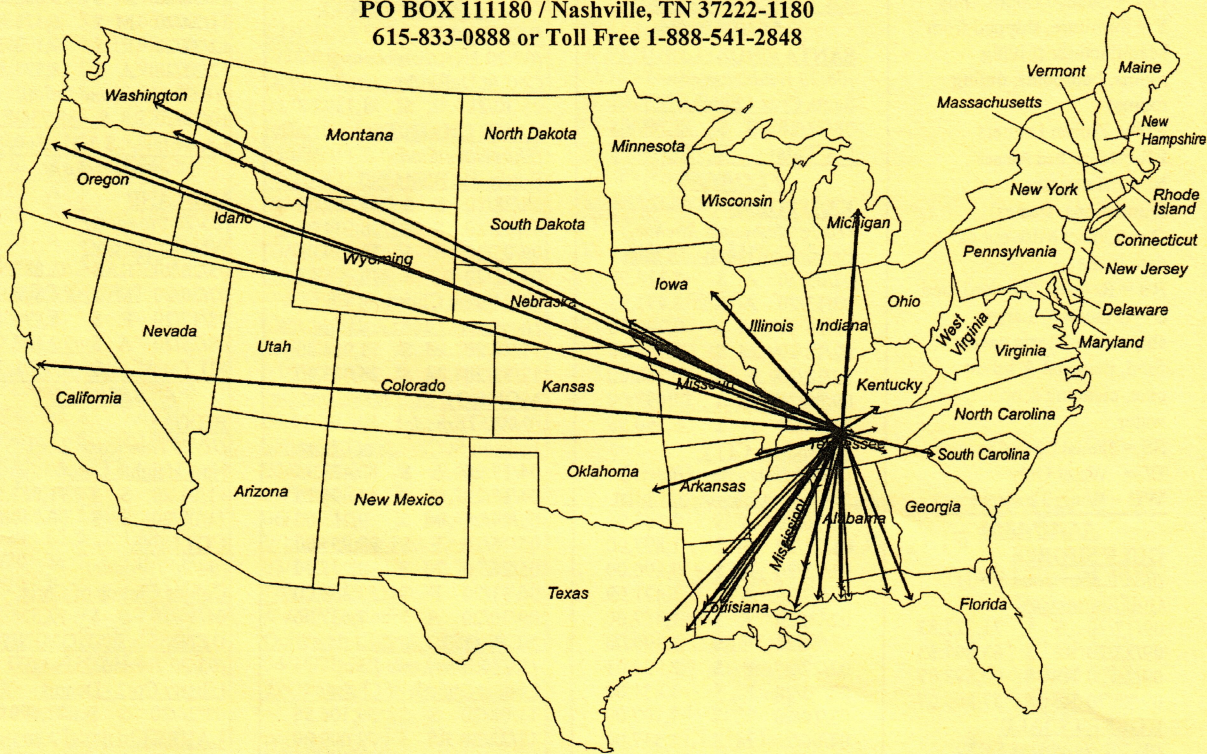 PO BOX 111180 / Nashville, TN 37222-1180
615-833-0888 or Toll Free 1-888-541-2848
Washington
Montana
North Dakota
Minnesota
Vermont
Maine
Massachusetts
New
Hampshire
Oregon
Idaho
South Dakota
Wisconsin
Michigan
New York
Rhode
Island
Connecticut
Wyoming
Pennsylvania
New Jersey
Nebraska
Iowa
Illinois
Indiana
Ohio
Delaware
West
Virginia
Maryland
Nevada
Utah
Virginia
California
Colorado
Kansas
Missouri
Kentucky
North Carolina
Tennessee
South Carolina
Oklahoma
Arkansas
Arizona
New Mexico
Mississippi
Alabama
Georgia
Texas
Louisiana
Florida